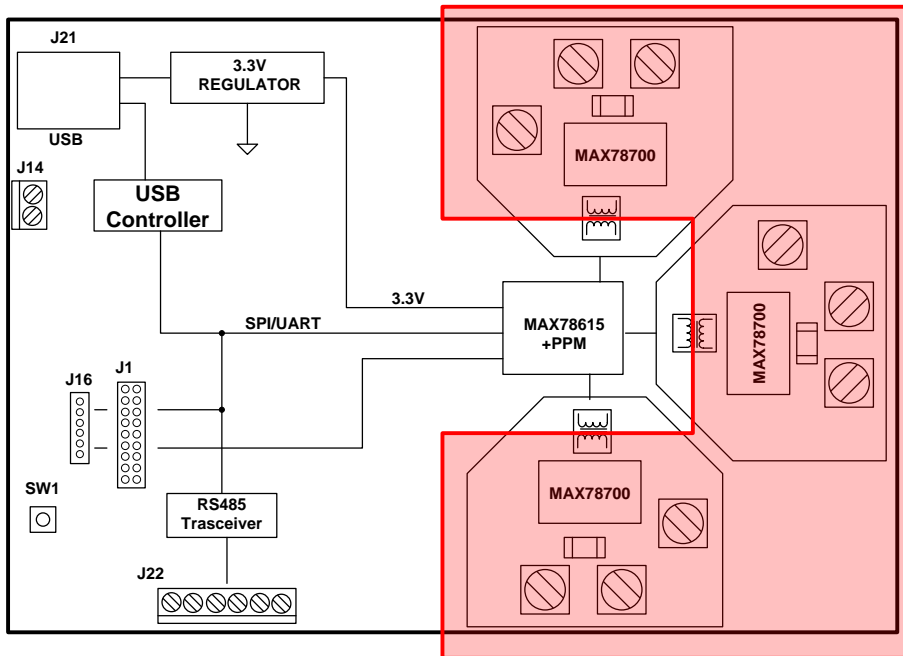 J21
3.3V
REGULATOR
USB
J14
USB
Controller
MAX78700
3.3V
SPI/UART
MAX78615
+PPM
MAX78700
J16
J1
SW1
RS485
Trasceiver
MAX78700
J22